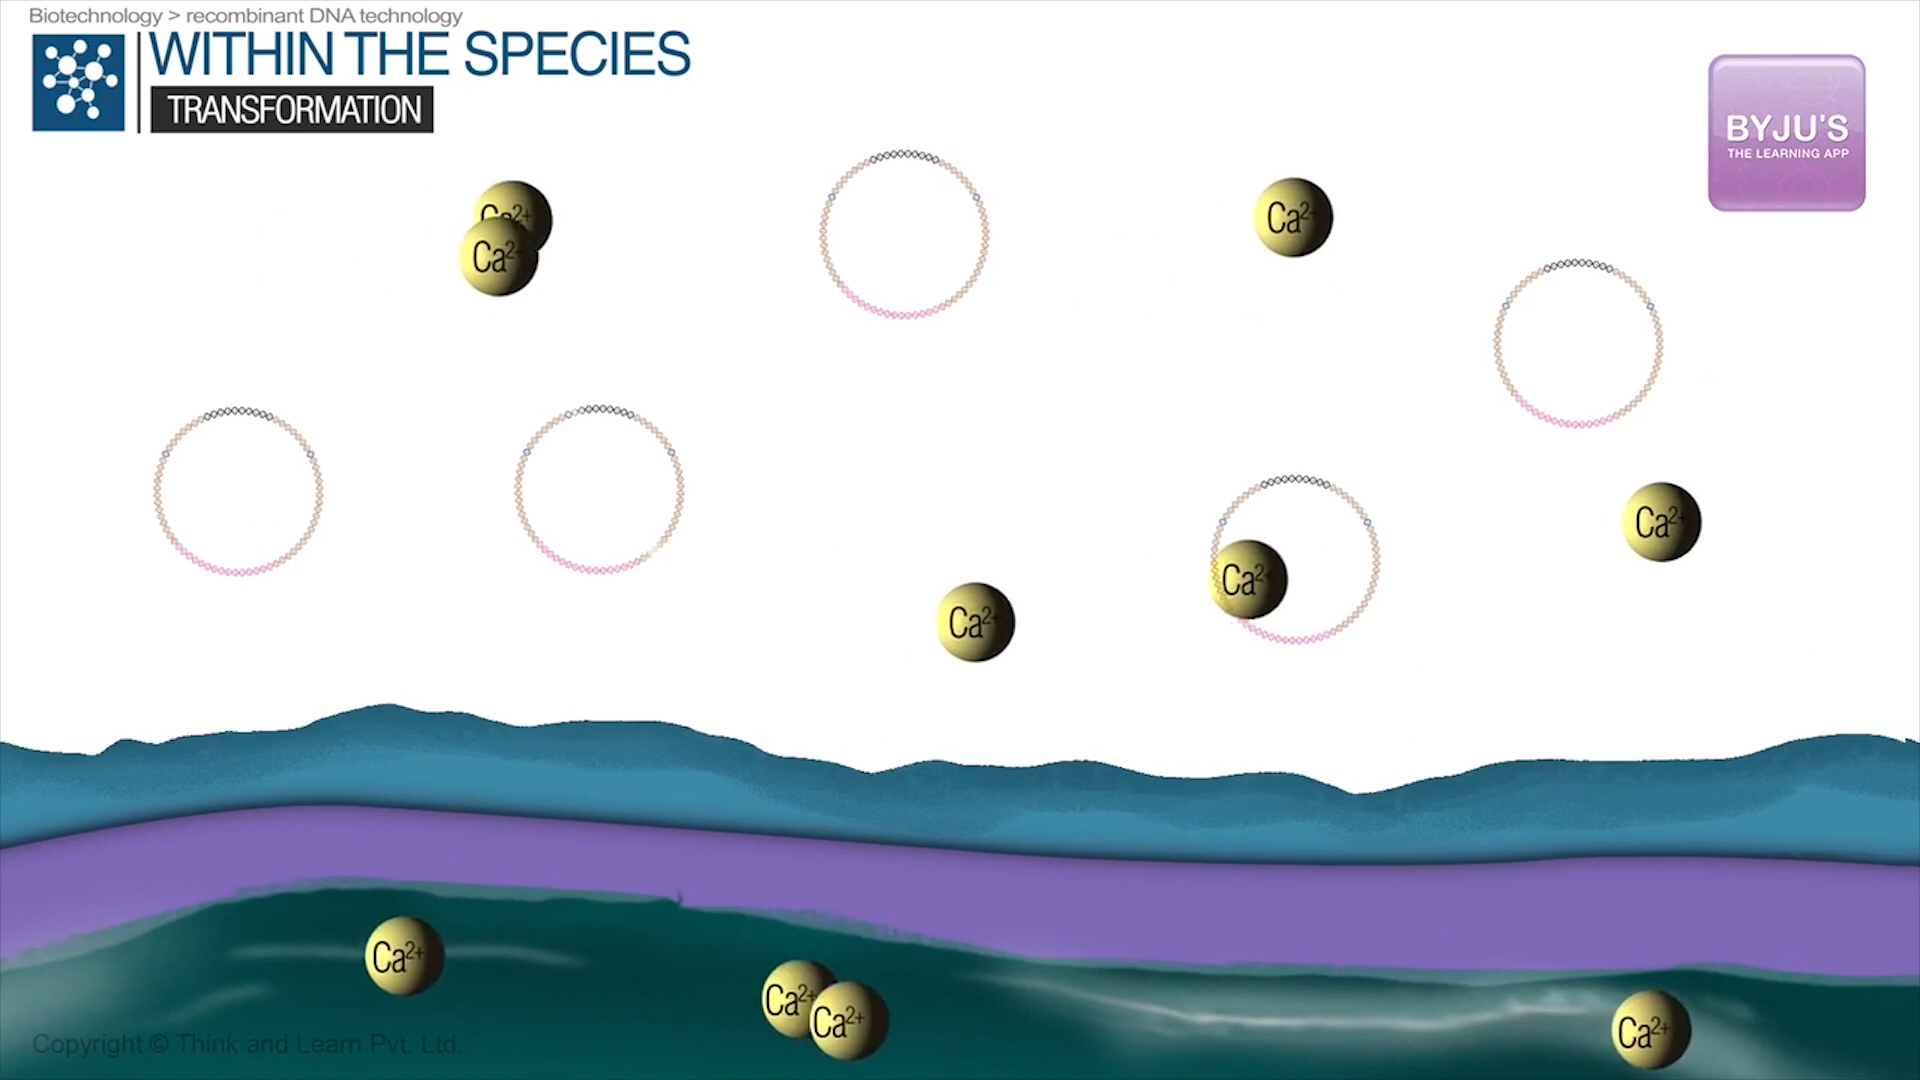 Biotechnology > recombinant DNA technology
WITHIN THE SPECIES
TRANSFORMATION
BYJU'S
THE LEARNING APP
Ca2+
Ca2+
Ca2+
Ca2+
Ca2+
Ca2+
Ca2+
Ca2+
Ca2+
Ca2+
Copyright © Think and Learn Pvt. Ltd.